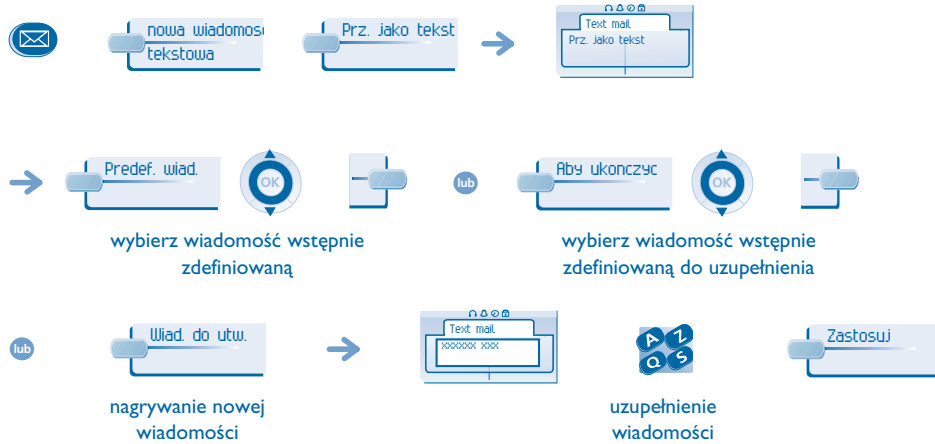 nowa wiadomosc
tekstowa
Prz. jako tekst
Text mail
Prz. jako tekst
Predef. wiad.
OK
lub
Aby ukonczyc
OK
wybierz wiadomość wstępnie
zdefiniowaną
wybierz wiadomość wstępnie
zdefiniowaną do uzupełnienia
lub
Wiad. do utw.
Text mail
xxxxxx xxx
A Z
Q S
Zastosuj
nagrywanie nowej
wiadomości
uzupełnienie
wiadomości